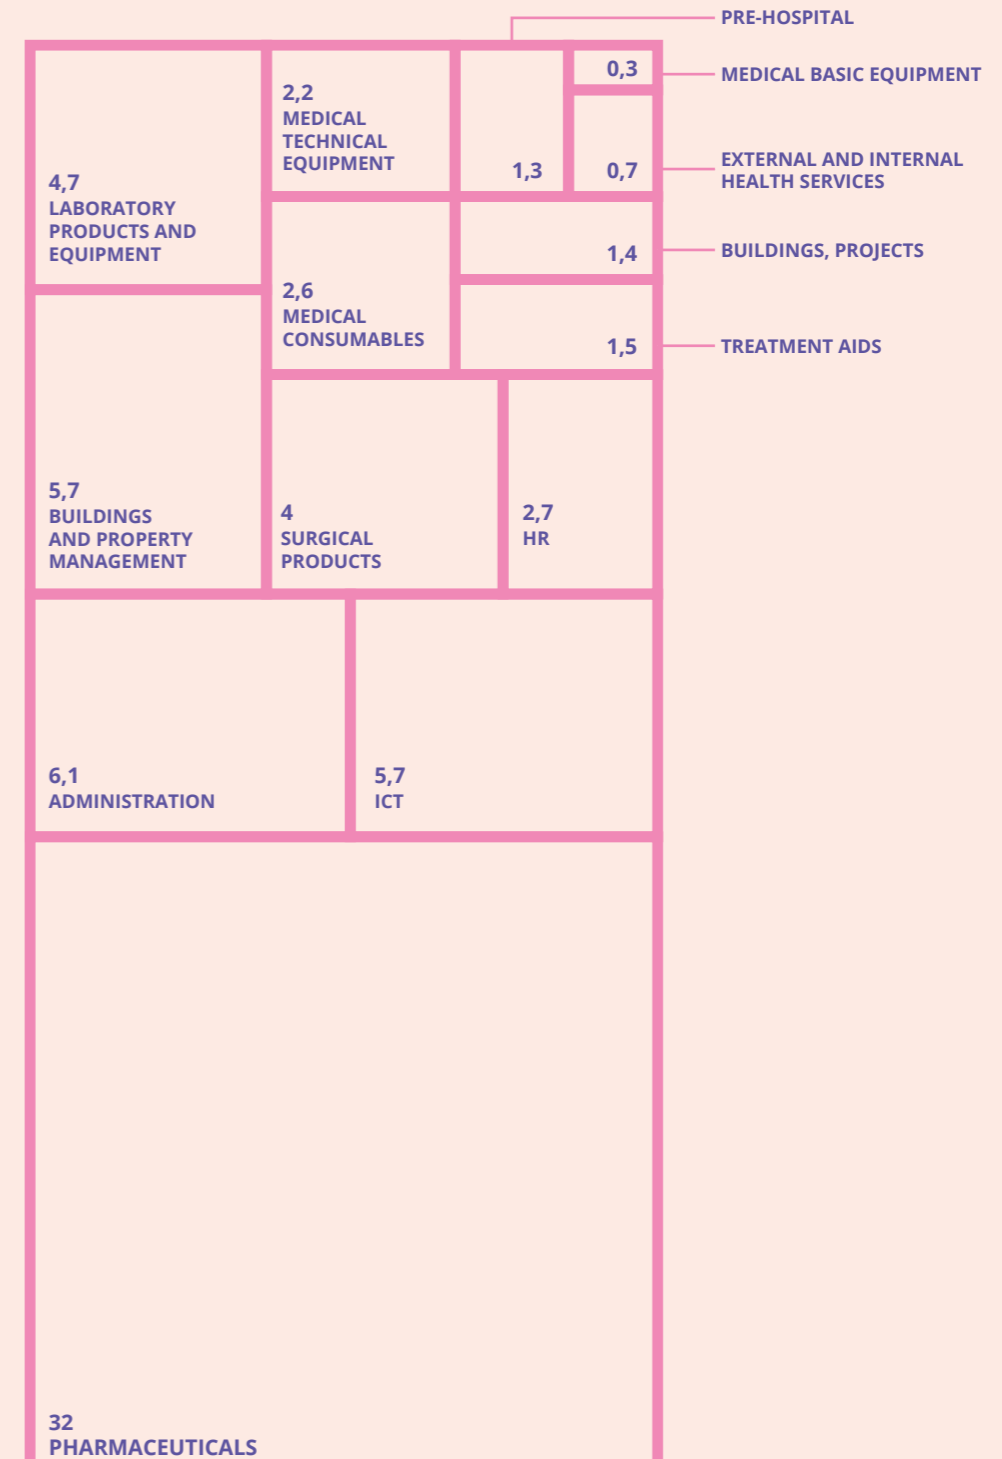 PRE-HOSPITAL
0,3
MEDICAL BASIC EQUIPMENT
2,2
MEDICAL
TECHNICAL
EQUIPMENT
1,3
0,7
EXTERNAL AND INTERNAL
HEALTH SERVICES
4,7
LABORATORY
PRODUCTS AND
EQUIPMENT
1,4
BUILDINGS, PROJECTS
2,6
MEDICAL
CONSUMABLES
1,5
TREATMENT AIDS
5,7
BUILDINGS
AND PROPERTY
MANAGEMENT
4
SURGICAL
PRODUCTS
2,7
HR
6,1
ADMINISTRATION
5,7
ICT
32
PHARMACEUTICALS